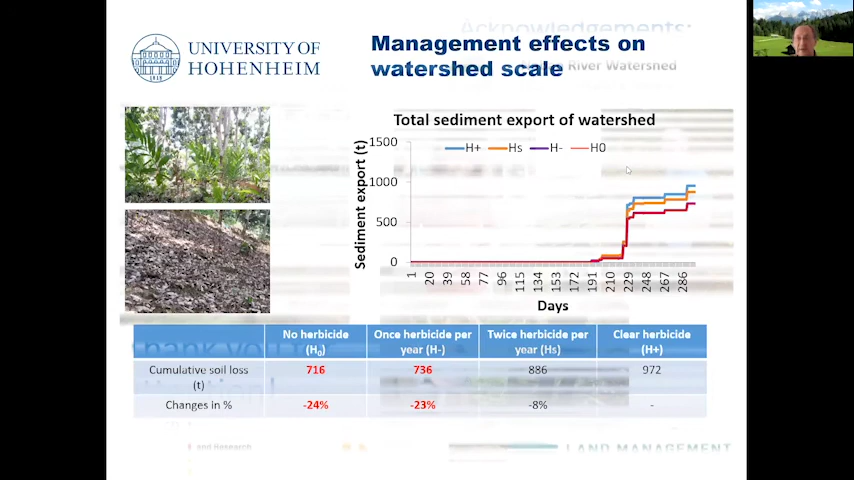 Acknowledgements:
UNIVERSITY OF
HOHENHEIM
1818
Management effects on
watershed scale
River Watershed
Total sediment export of watershed
H+ Hs H- H0
Sediment export (t)
1500
1000
500
0
1 20 39 58 77 96 115 134 153 172 191 210 229 248 267 286
Days
No herbicide (H0) Once herbicide per year (H-) Twice herbicide per year (Hs) Clear herbicide (H+)
Cumulative soil loss (t) 716 736 886 972
Changes in % -24% -23% -8% -
and Research
LAND MANAGEMENT